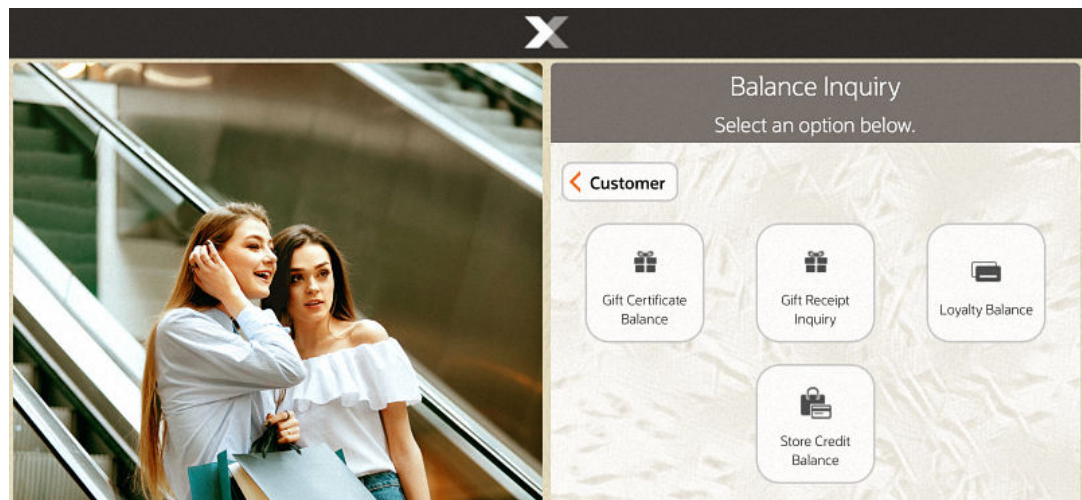 Balance Inquiry
Select an option below.
Customer
Gift Certificate
Balance
Gift Receipt
Inquiry
Loyalty Balance
Store Credit
Balance